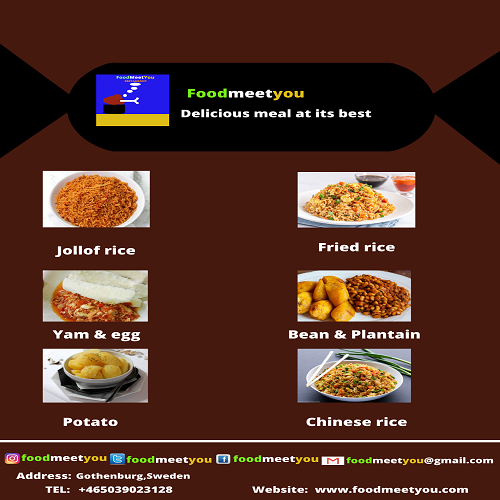 FoodMeetYou
Foodmeetyou
Delicious meal at its best
Jollof rice
Fried rice
Yam & egg
Bean & Plantain
Potato
Chinese rice
foodmeetyou foodmeetyou foodmeetyou foodmeetyou@gmail.com
Address: Gothenburg,Sweden
TEL: +465039023128 Website: www.foodmeetyou.com